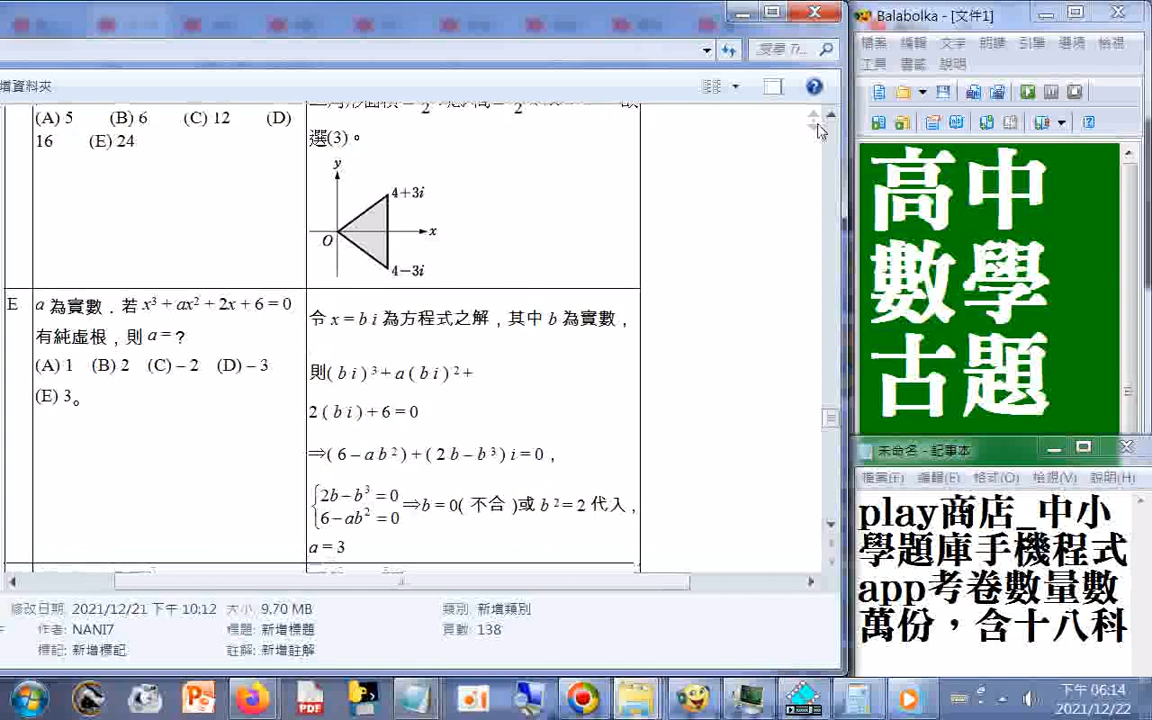 搜尋
增資料夾
(A) 5 (B) 6 (C) 12 (D)
16 (E) 24
選(3)。
y
4+3i
O
x
4−3i
E
a 為實數．若 x³ + ax² + 2x + 6 = 0
有純虛根，則 a = ?
(A) 1 (B) 2 (C) – 2 (D) – 3
(E) 3。
令 x = b i 為方程式之解，其中 b 為實數，
則( b i ) ³ + a ( b i ) ² +
2 ( b i ) + 6 = 0
⇒( 6 – a b ² ) + ( 2 b – b ³ ) i = 0 ,
2b – b³ = 0
6 – ab² = 0
⇒b = 0( 不合 )或 b ² = 2 代入 ,
a = 3
修改日期: 2021/12/21 下午 10:12 大小: 9.70 MB 類別: 新增類別
作者: NANI7 標題: 新增標題 頁數: 138
標記: 新增標記 註解: 新增註解
Balabolka - [文件1]
檔案 編輯 文字 朗讀 引擎 選項 檢視
工具 書籤 說明
高中
數學
古題
未命名 - 記事本
檔案(F) 編輯(E) 格式(O) 檢視(V) 說明(H)
play商店_中小
學題庫手機程式
app考卷數量數
萬份，含十八科
下午 06:14
2021/12/22